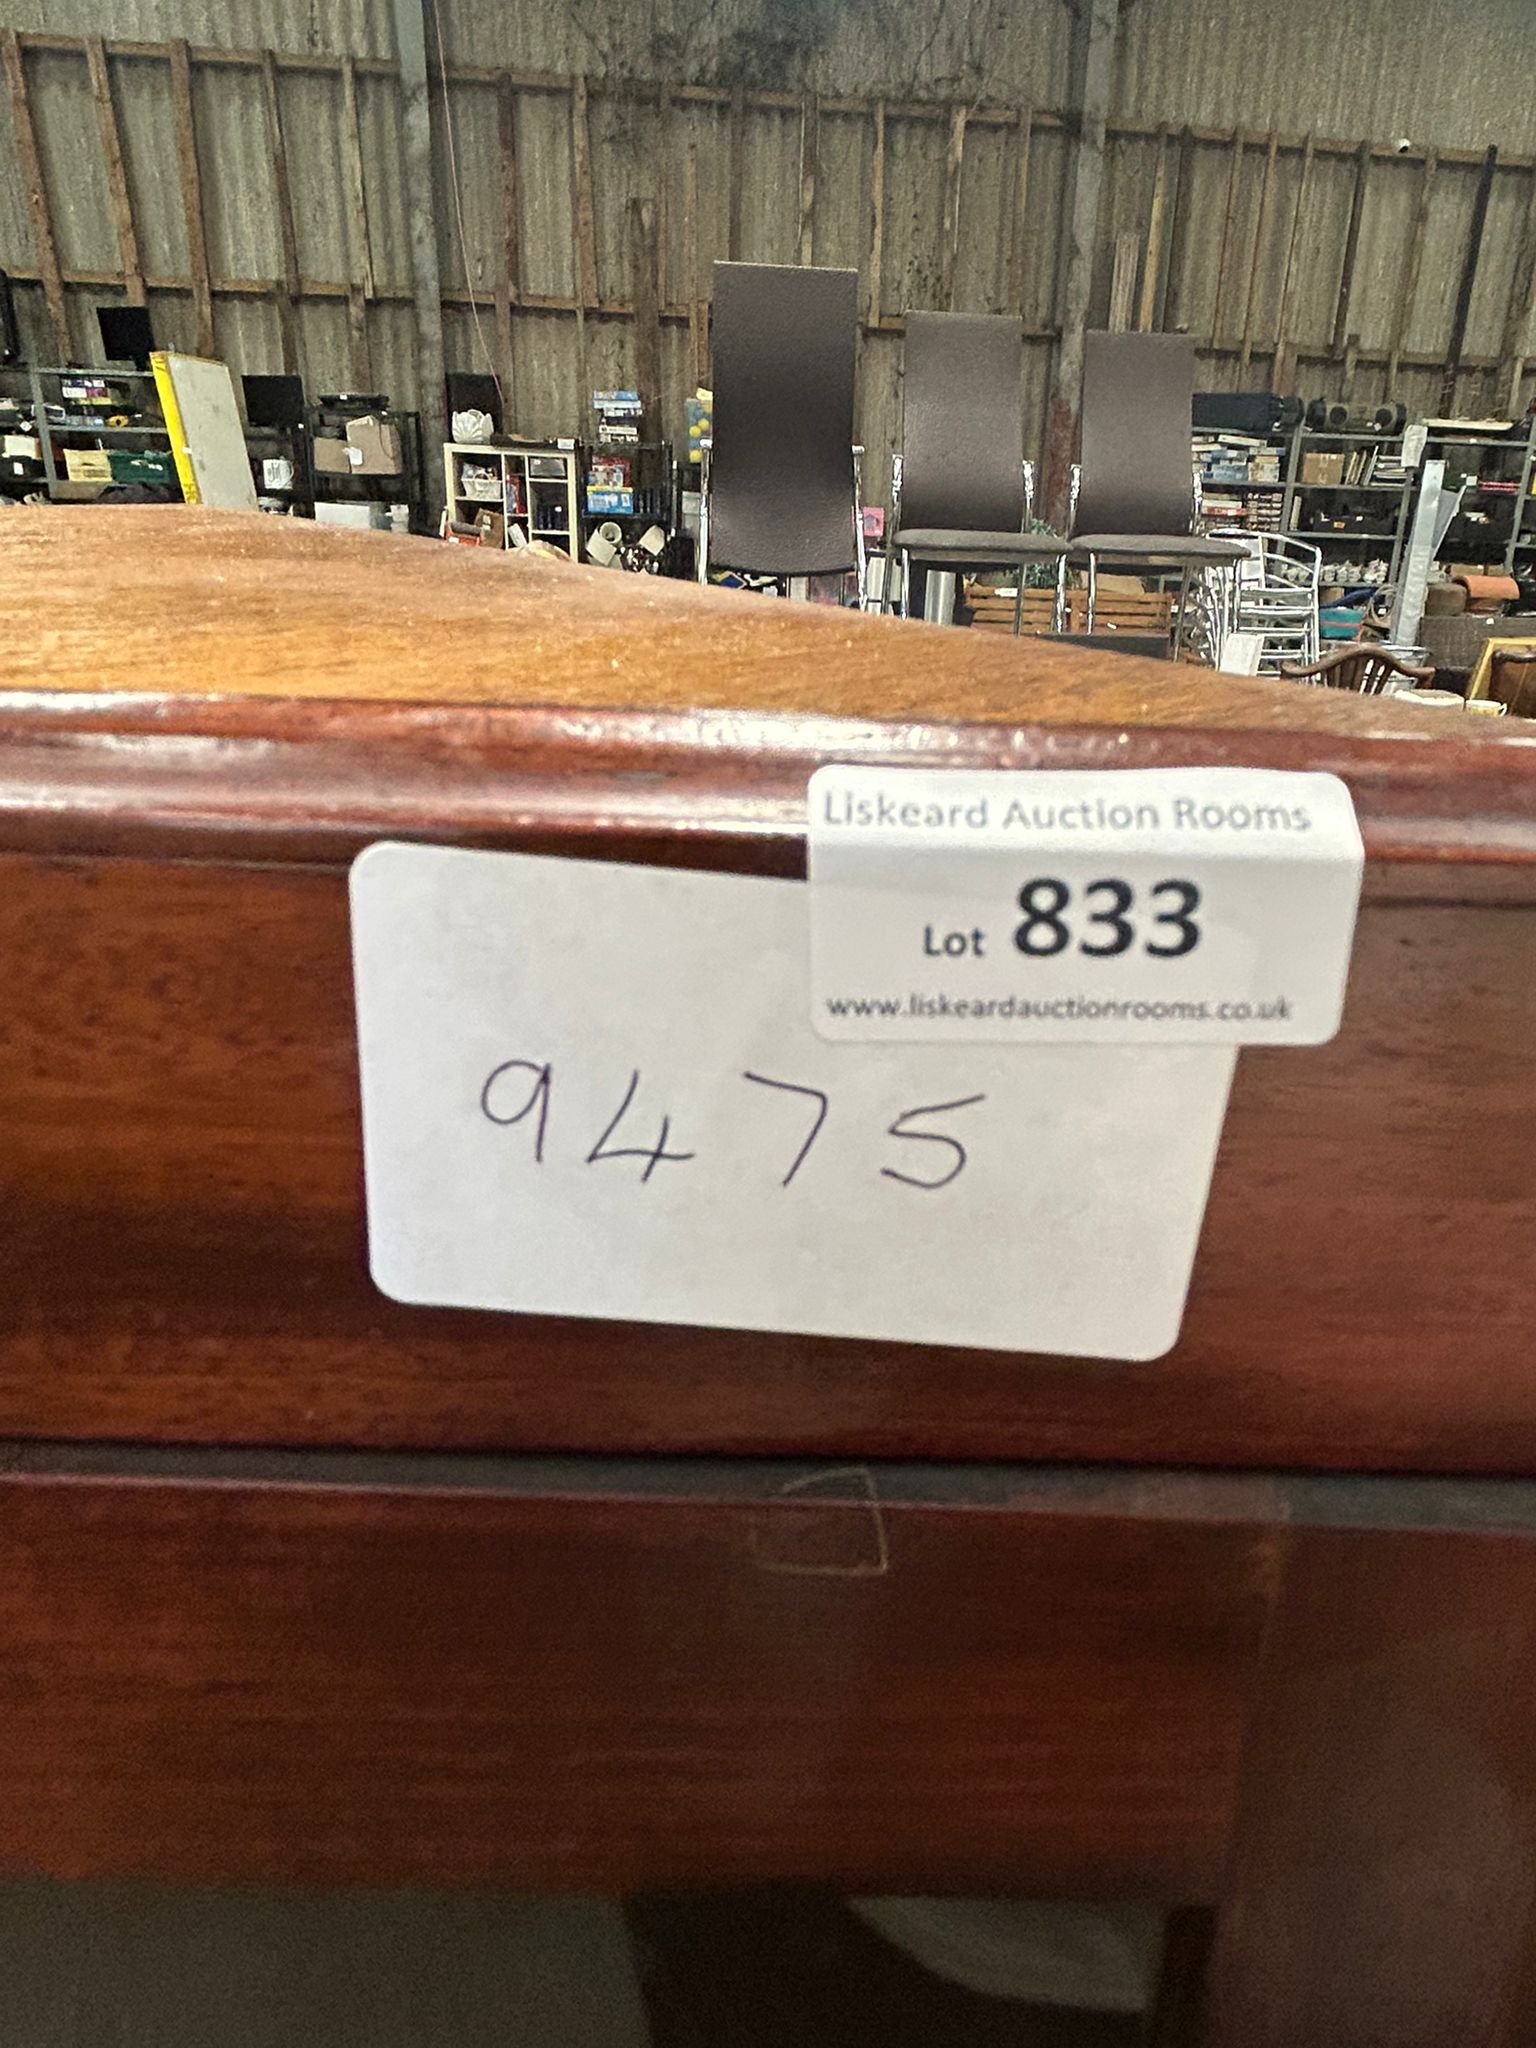 Liskeard Auction Rooms
Lot 833
www.liskeardauctionrooms.co.uk
9475